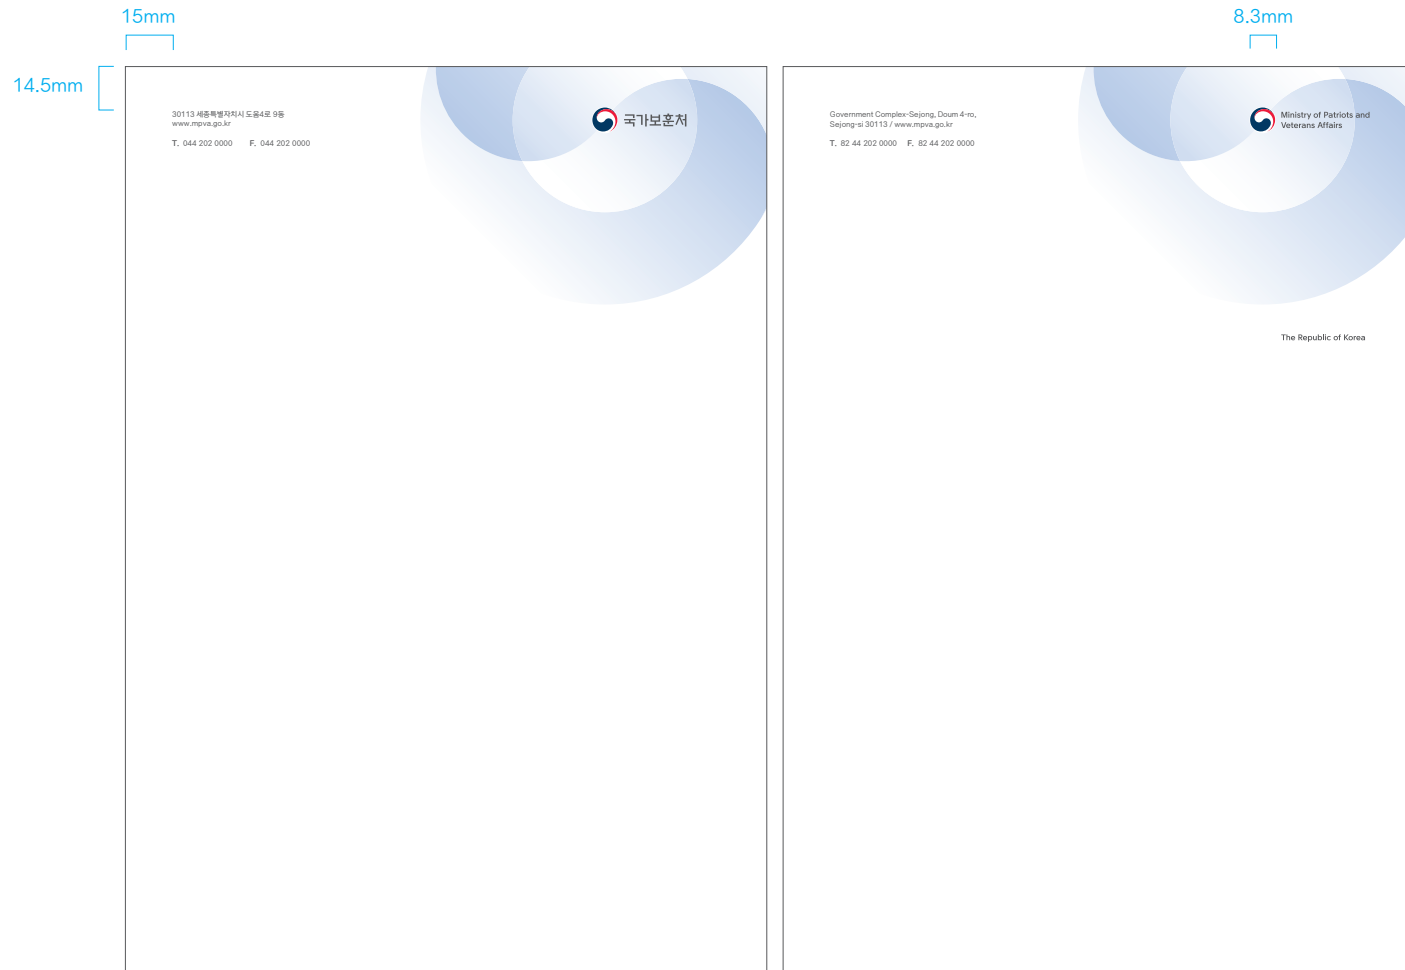 15mm
8.3mm
14.5mm
30113 세종특별자치시 도움4로 9동
www.mpva.go.kr
T. 044 202 0000 F. 044 202 0000
국가보훈처
Government Complex-Sejong, Doum 4-ro,
Sejong-si 30113 / www.mpva.go.kr
T. 82 44 202 0000 F. 82 44 202 0000
Ministry of Patriots and
Veterans Affairs
The Republic of Korea